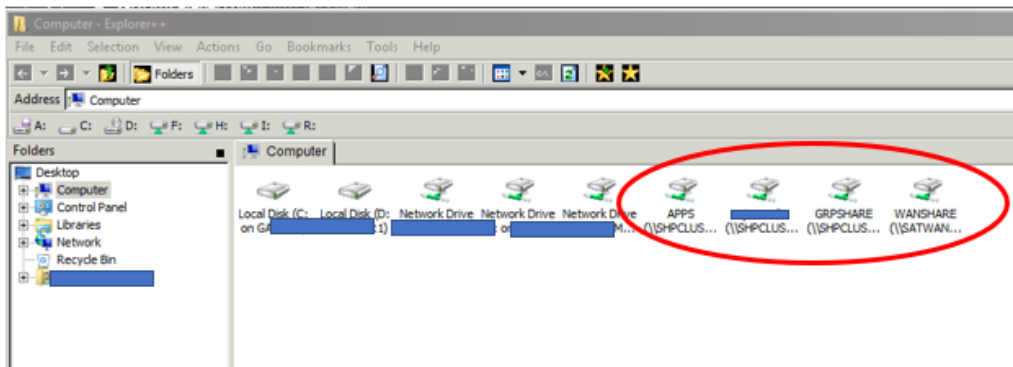 Computer - Explorer++
File Edit Selection View Actions Go Bookmarks Tools Help
Folders
Address Computer
A: C: D: F: H: I: R:
Folders
Computer
Desktop
Computer
Control Panel
Libraries
Network
Recycle Bin
Local Disk (C: Local Disk (D: Network Drive Network Drive Network Drive APPS GRPSHARE WANSHARE
on GA :1) M... (\\SHPCLUS... (\\SHPCLUS... (\\SHPCLUS... (\\SATWAN...